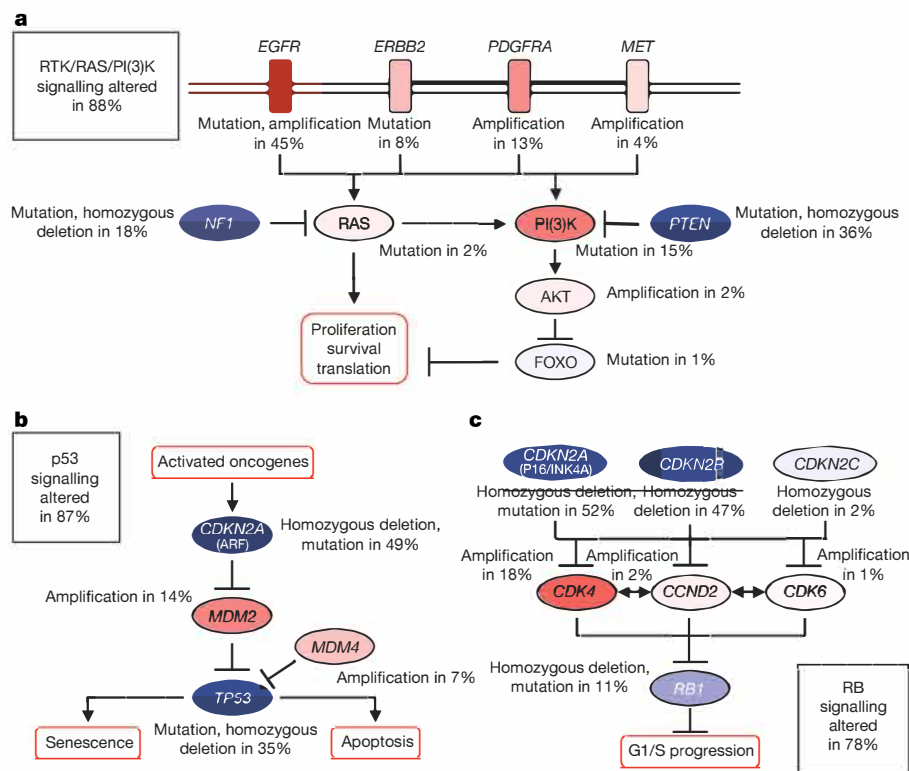 a
RTK/RAS/PI(3)K
signalling altered
in 88%
EGFR
ERBB2
PDGFRA
MET
Mutation, amplification
in 45%
Mutation
in 8%
Amplification
in 13%
Amplification
in 4%
Mutation, homozygous
deletion in 18%
NF1
RAS
PI(3)K
PTEN
Mutation, homozygous
deletion in 36%
Mutation in 2%
Mutation in 15%
AKT
Amplification in 2%
Proliferation
survival
translation
FOXO
Mutation in 1%
b
p53
signalling
altered
in 87%
Activated oncogenes
CDKN2A
(ARF)
Homozygous deletion,
mutation in 49%
Amplification in 14%
MDM2
MDM4
Amplification in 7%
TP53
Mutation, homozygous
deletion in 35%
Senescence
Apoptosis
c
CDKN2A
(P16/INK4A)
CDKN2B
CDKN2C
Homozygous deletion,
mutation in 52%
Homozygous
deletion in 47%
Homozygous
deletion in 2%
Amplification
in 18%
Amplification
in 2%
Amplification
in 1%
CDK4
CCND2
CDK6
Homozygous deletion,
mutation in 11%
RB1
G1/S progression
RB
signalling
altered
in 78%